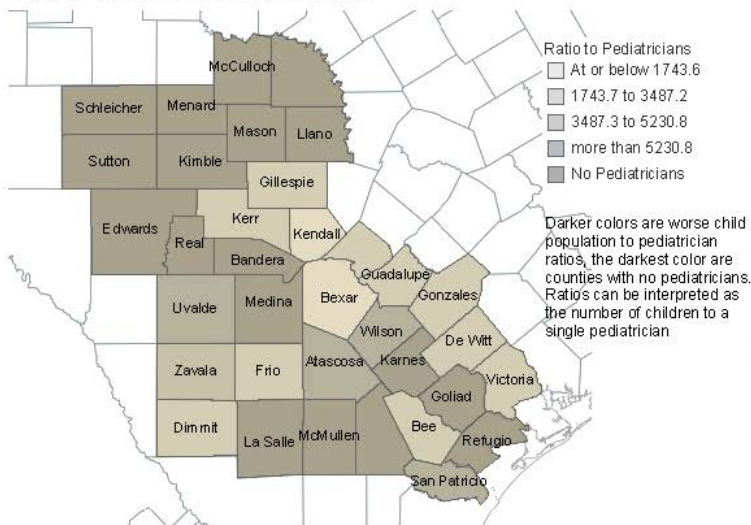 McCulloch
Ratio to Pediatricians
At or below 1743.6
1743.7 to 3487.2
3487.3 to 5230.8
more than 5230.8
No Pediatricians
Schleicher
Menard
Mason
Llano
Sutton
Kimble
Gillespie
Edwards
Real
Kerr
Kendall
Bandera
Darker colors are worse child
population to pediatrician
ratios, the darkest color are
counties with no pediatricians.
Ratios can be interpreted as
the number of children to a
single pediatrician
Guadalupe
Gonzales
Uvalde
Medina
Bexar
Wilson
De Witt
Zavala
Frio
Atascosa
Karnes
Victoria
Goliad
Dimmit
La Salle
McMullen
Bee
Refugio
San Patricio